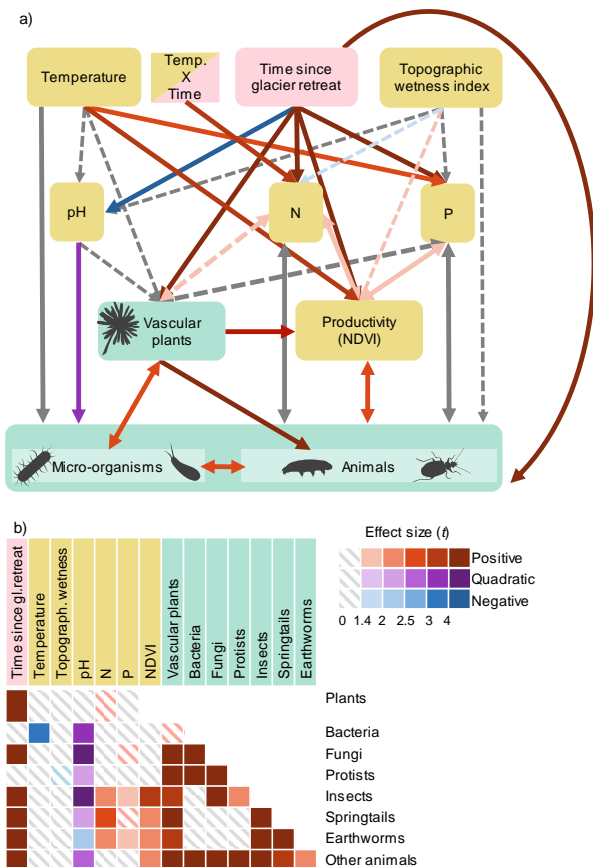 a)
Temperature
Temp.
X
Time
Time since
glacier retreat
Topographic
wetness index
pH
N
P
Vascular
plants
Productivity
(NDVI)
Micro-organisms
Animals
b)
Time since gl.retreat
Temperature
Topograph. wetness
pH
N
P
NDVI
Vascular plants
Bacteria
Fungi
Protists
Insects
Springtails
Earthworms
Effect size (t)
Positive
Quadratic
Negative
0 1.4 2 2.5 3 4
Plants
Bacteria
Fungi
Protists
Insects
Springtails
Earthworms
Other animals